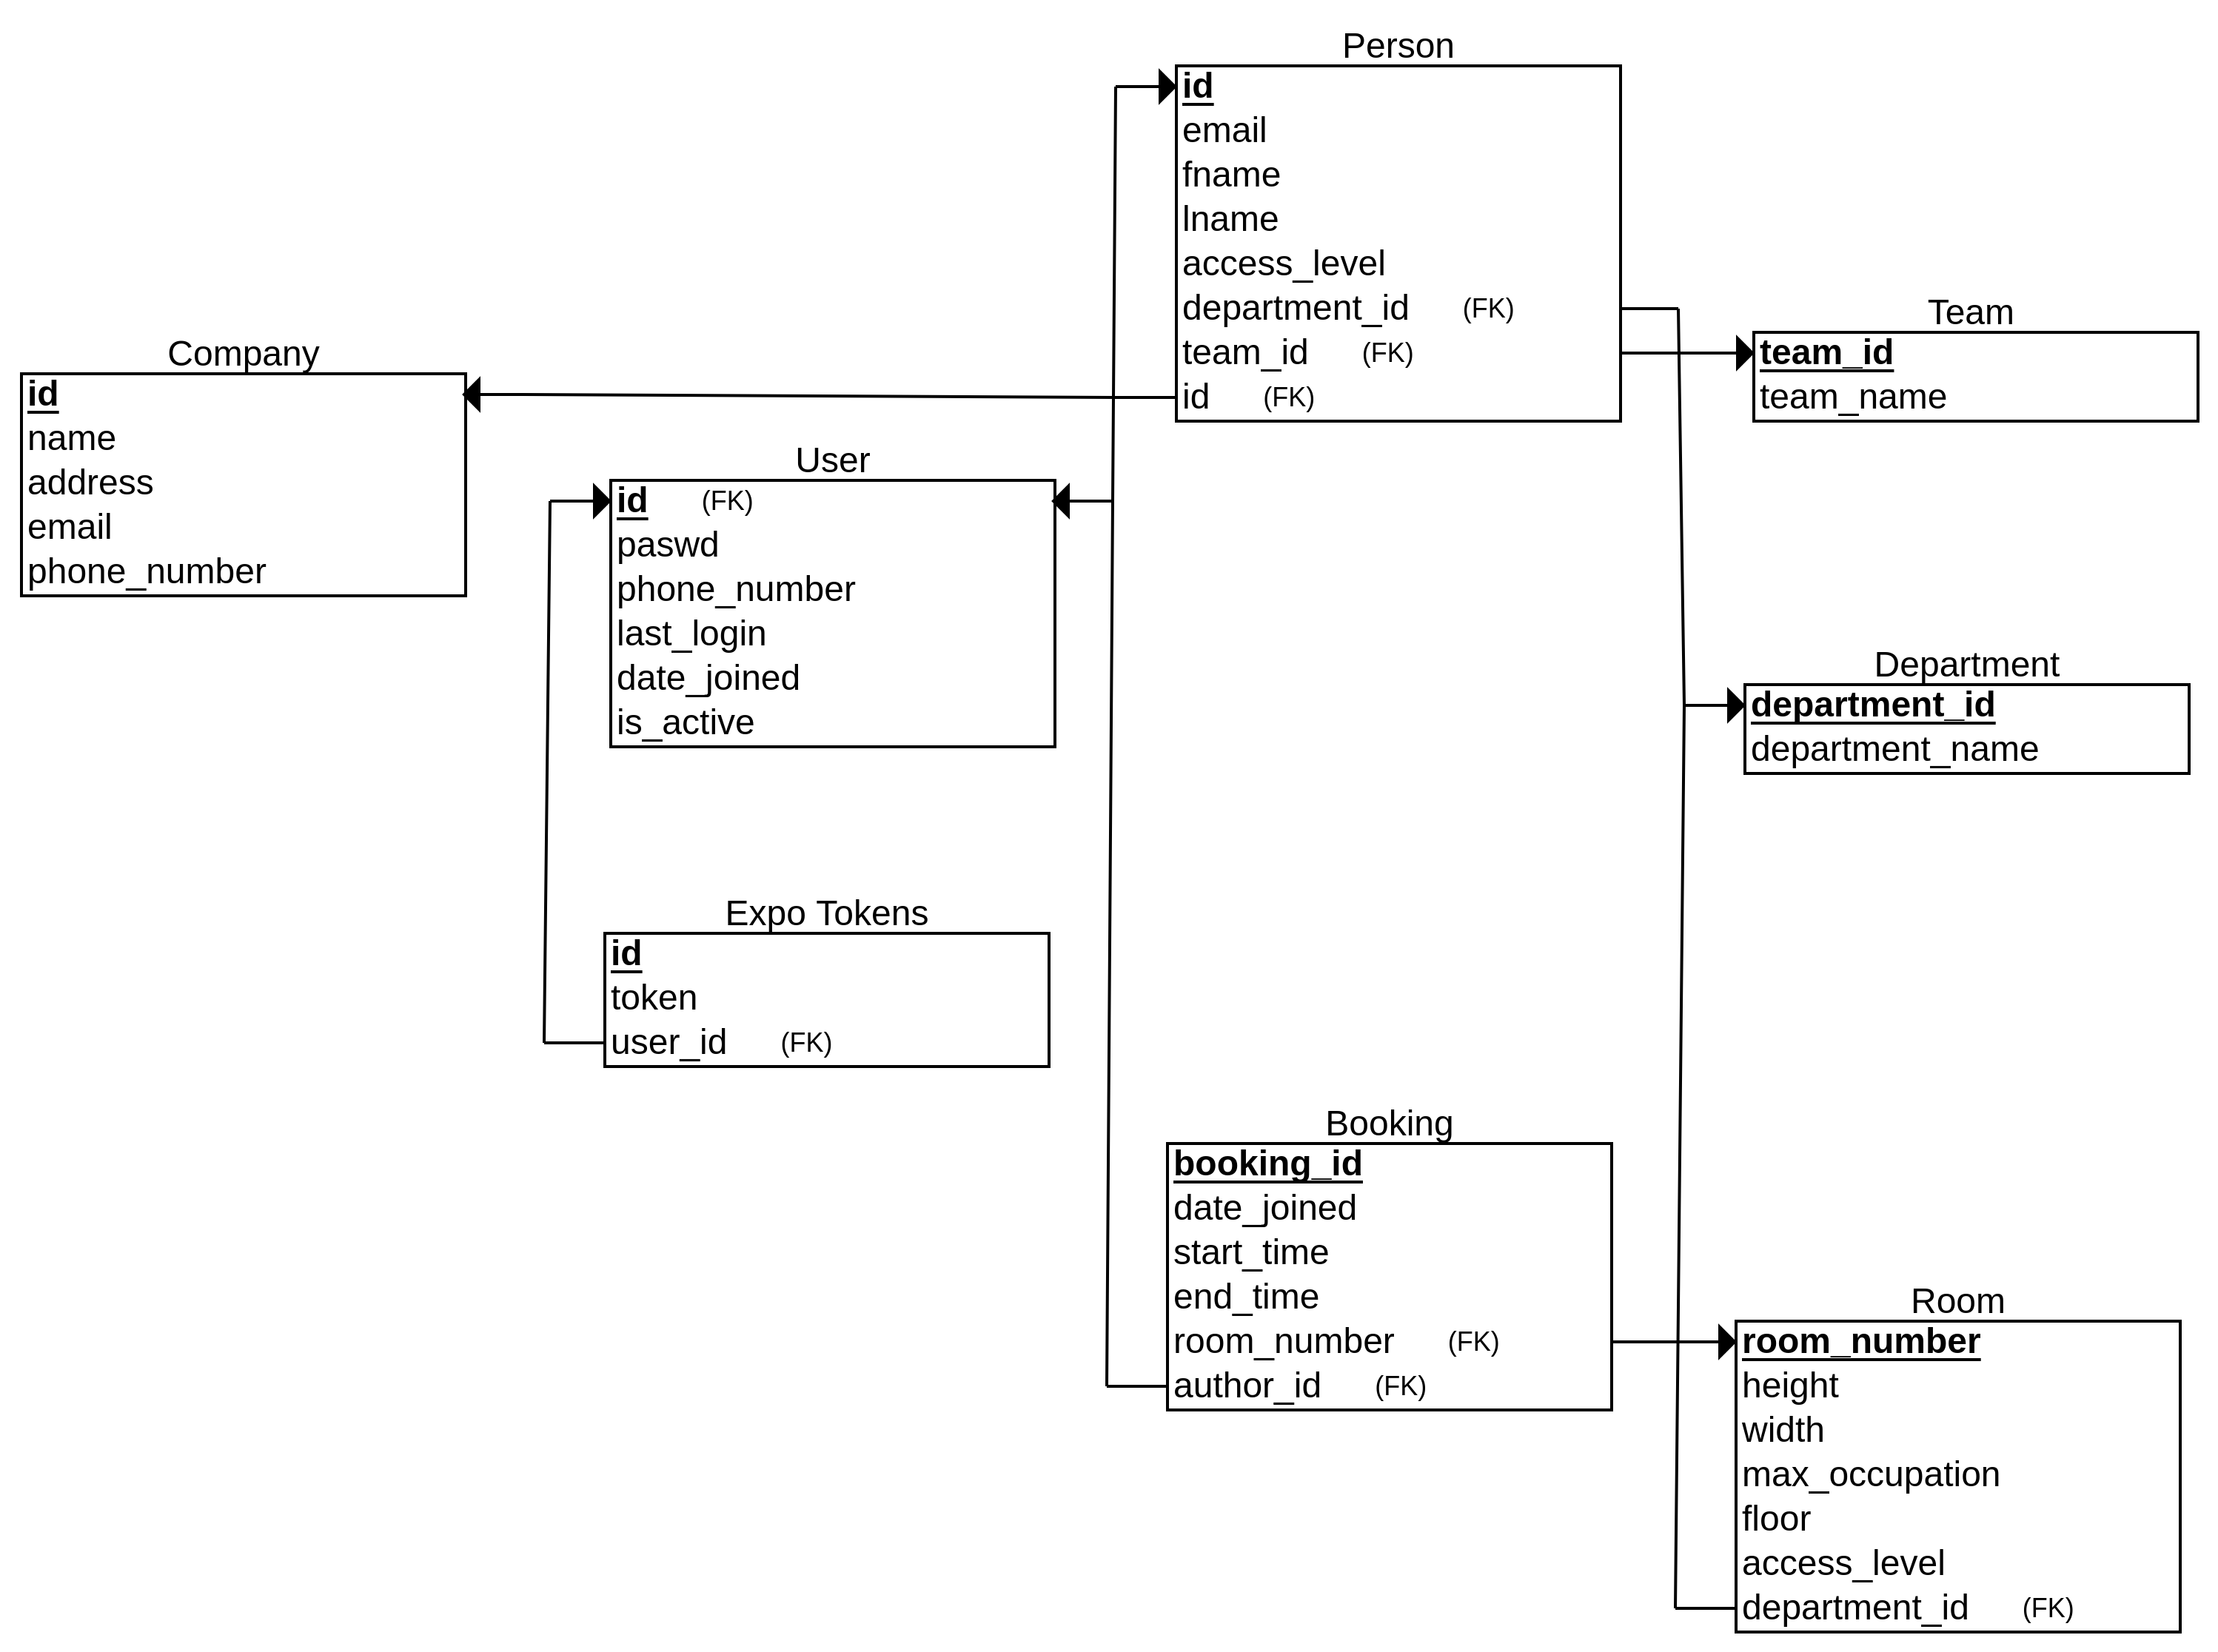 Person
id
email
fname
lname
access_level
department_id (FK)
team_id (FK)
id (FK)
Team
team_id
team_name
Company
id
name
address
email
phone_number
User
id (FK)
paswd
phone_number
last_login
date_joined
is_active
Department
department_id
department_name
Expo Tokens
id
token
user_id (FK)
Booking
booking_id
date_joined
start_time
end_time
room_number (FK)
author_id (FK)
Room
room_number
height
width
max_occupation
floor
access_level
department_id (FK)